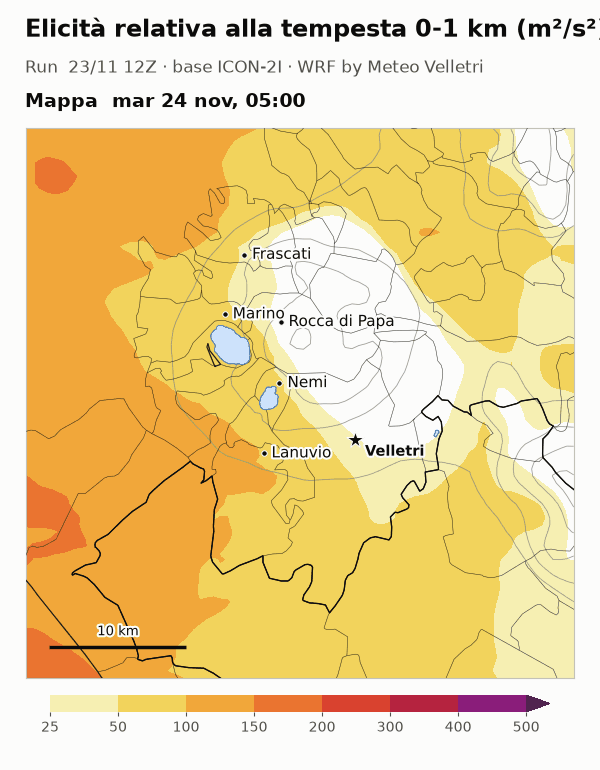 Elicità relativa alla tempesta 0-1 km (m²/s²)
Run 23/11 12Z · base ICON-2I · WRF by Meteo Velletri
Mappa mar 24 nov, 05:00
Frascati
Marino
Rocca di Papa
Nemi
Velletri
Lanuvio
10 km
25 50 100 150 200 300 400 500